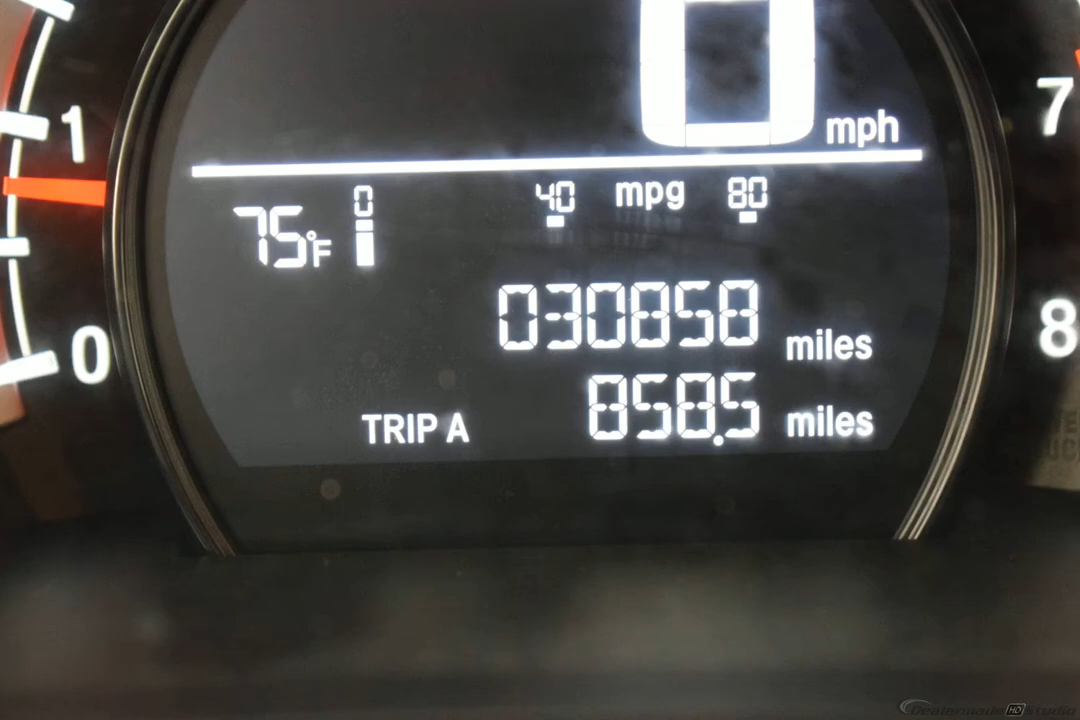 0 mph
1
7
0 40 mpg 80
75°F
030858 miles
0
8
TRIP A 858.5 miles